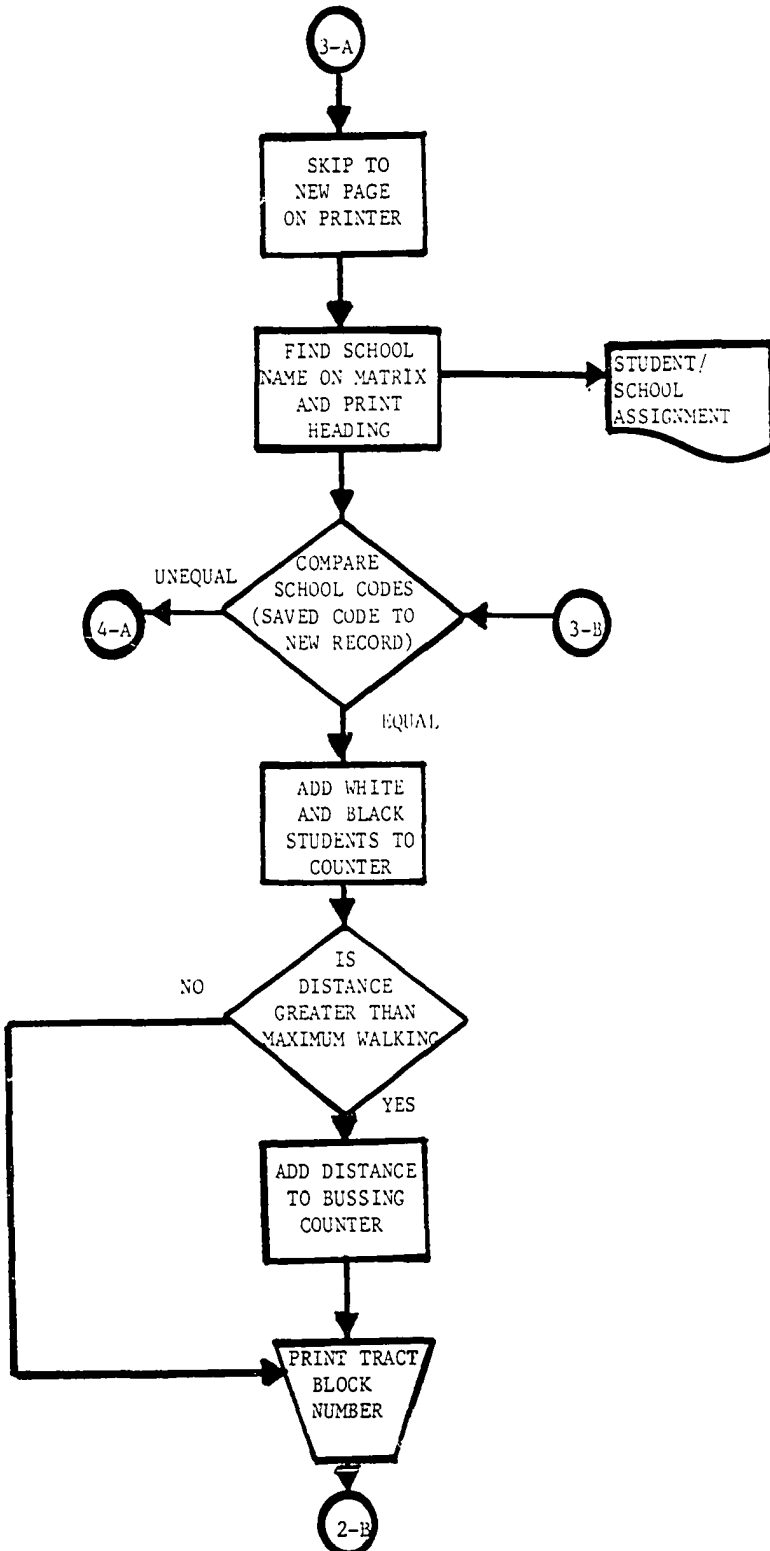 3-A
SKIP TO
NEW PAGE
ON PRINTER
FIND SCHOOL
NAME ON MATRIX
AND PRINT
HEADING
STUDENT/
SCHOOL
ASSIGNMENT
COMPARE
SCHOOL CODES
(SAVED CODE TO
NEW RECORD)
UNEQUAL
4-A
3-B
EQUAL
ADD WHITE
AND BLACK
STUDENTS TO
COUNTER
IS
DISTANCE
GREATER THAN
MAXIMUM WALKING
NO
YES
ADD DISTANCE
TO BUSSING
COUNTER
PRINT TRACT
BLOCK
NUMBER
2-B